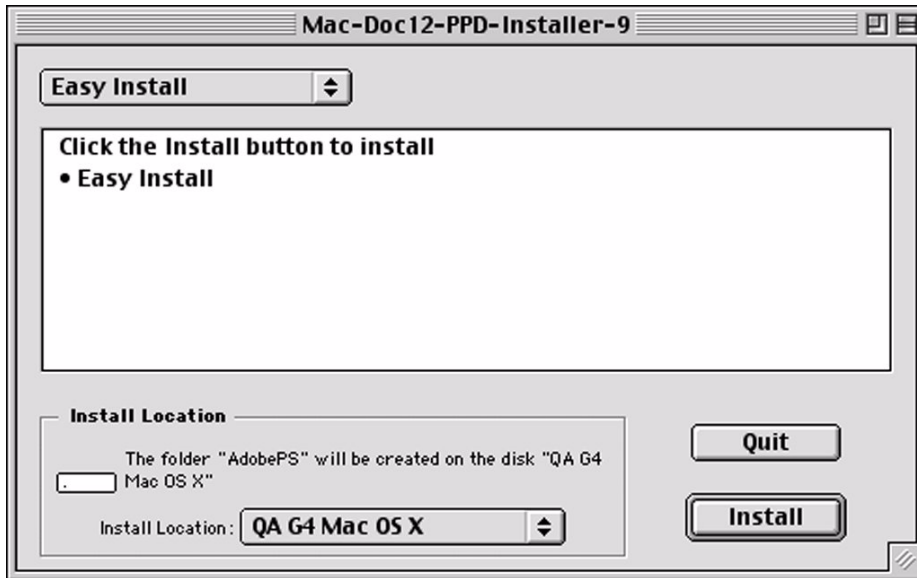 Mac-Doc12-PPD-Installer-9
Easy Install
Click the Install button to install
• Easy Install
Install Location
The folder "AdobePS" will be created on the disk "QA G4
Mac OS X"
Install Location: QA G4 Mac OS X
Quit
Install